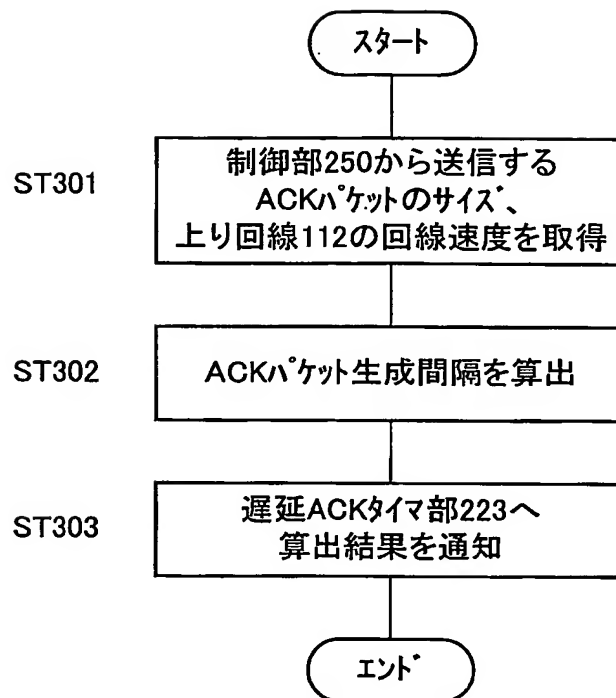 スタート
ST301
制御部250から送信する
ACKパケットのサイズ、
上り回線112の回線速度を取得
ST302
ACKパケット生成間隔を算出
ST303
遅延ACKタイマ部223へ
算出結果を通知
エンド